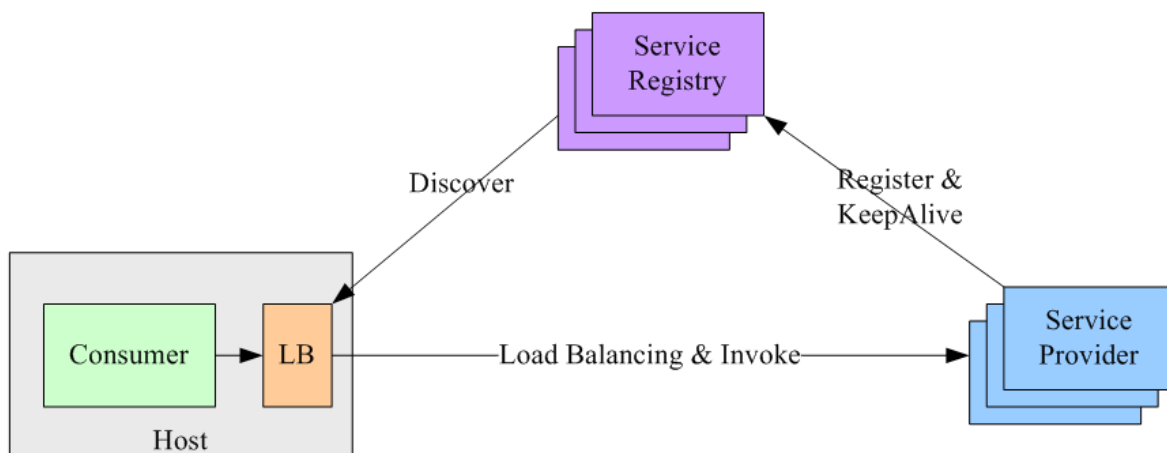 Service
Registry
Discover
Register &
KeepAlive
Consumer
LB
Load Balancing & Invoke
Service
Provider
Host